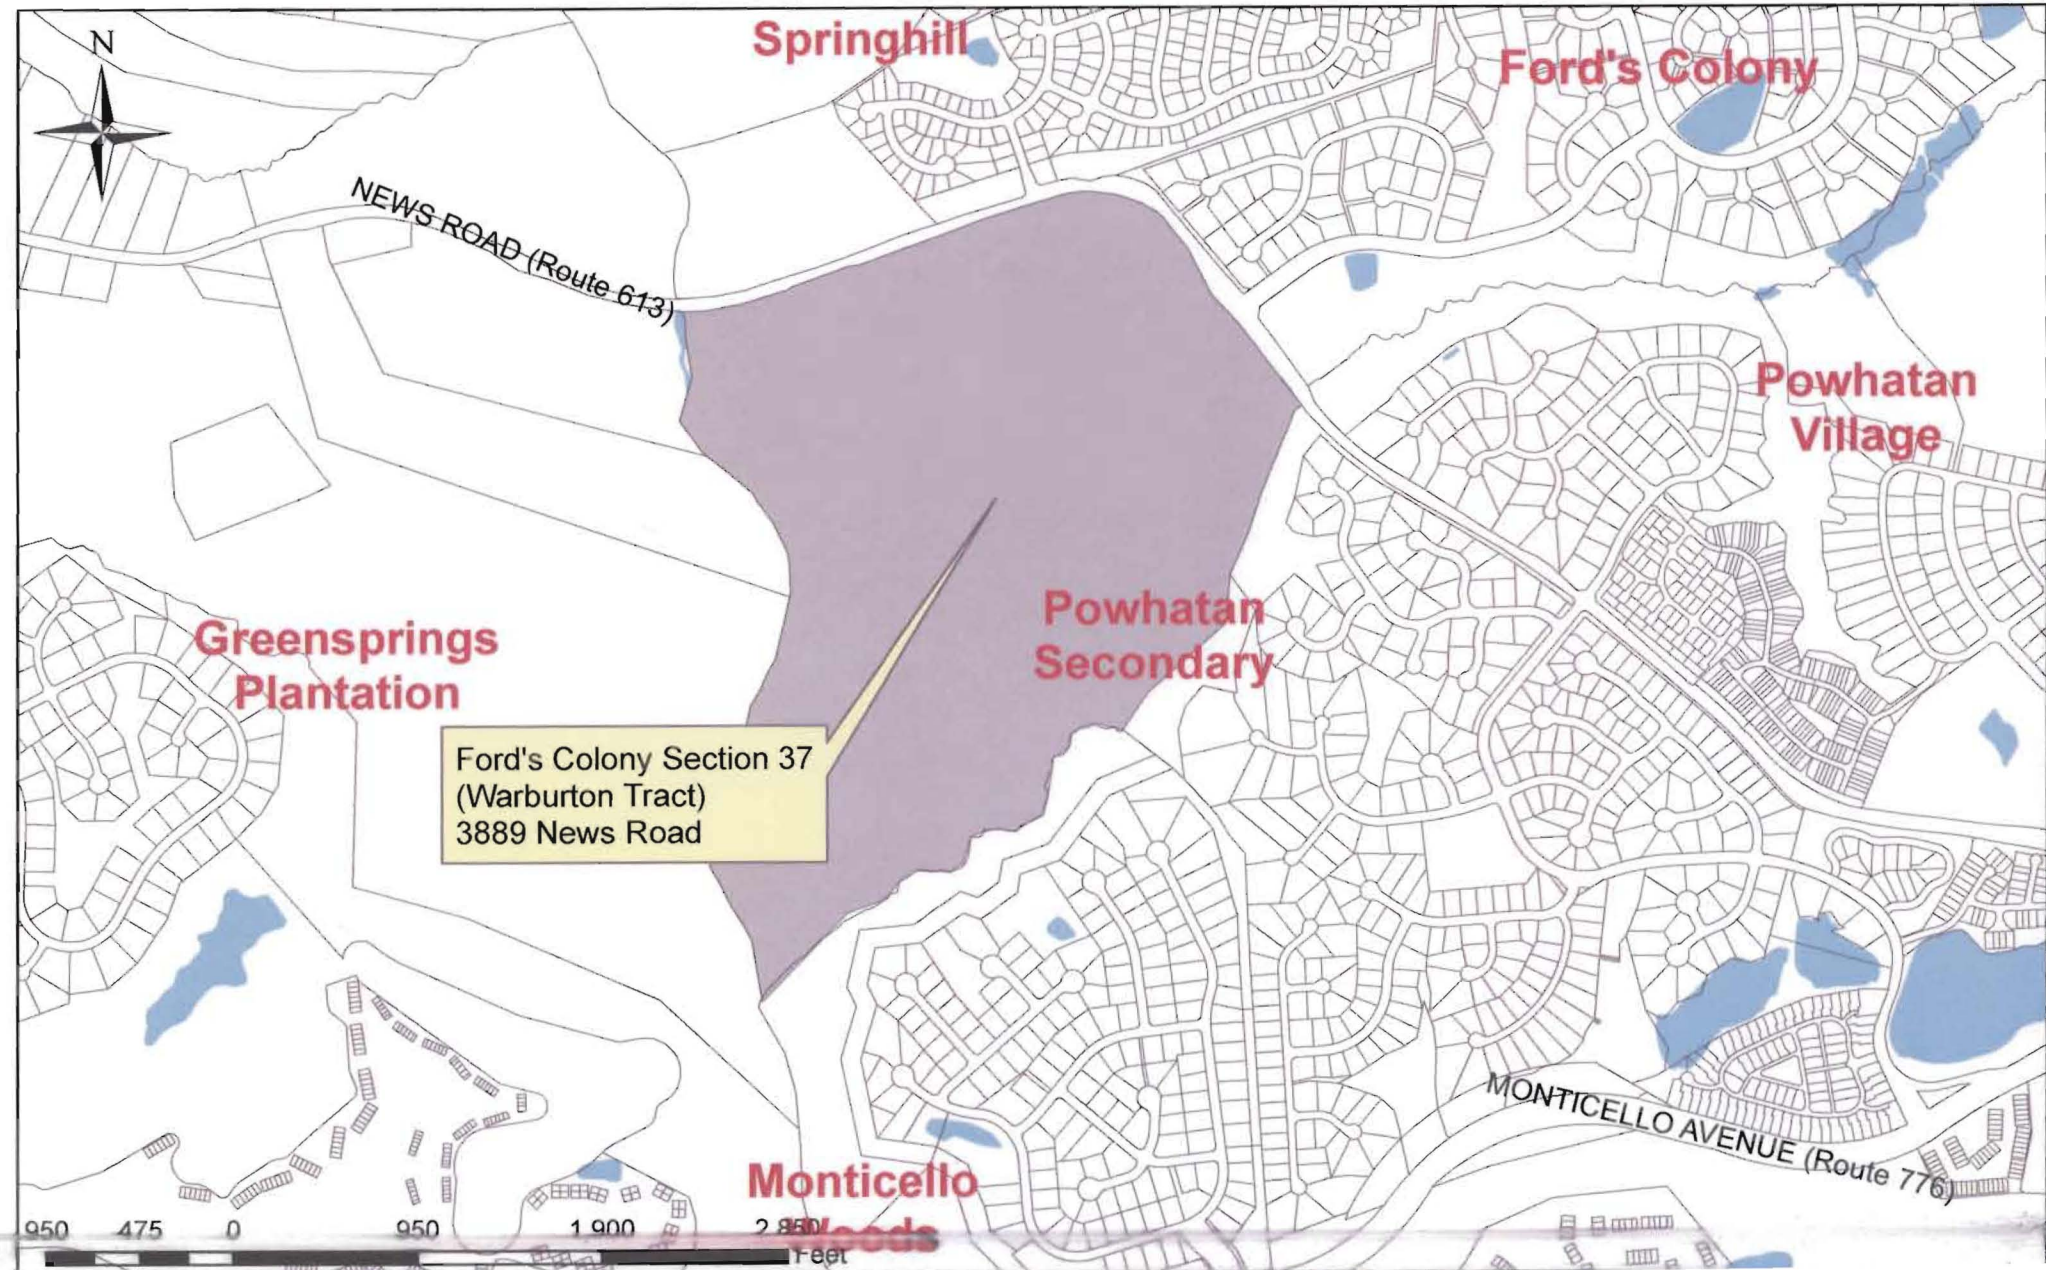 Springhill
Ford's Colony
N
NEWS ROAD (Route 613)
Powhatan
Village
Powhatan
Secondary
Greensprings
Plantation
Ford's Colony Section 37
(Warburton Tract)
3889 News Road
MONTICELLO AVENUE (Route 776)
Monticello
Woods
950 475 0 950 1,900 2,850
Feet